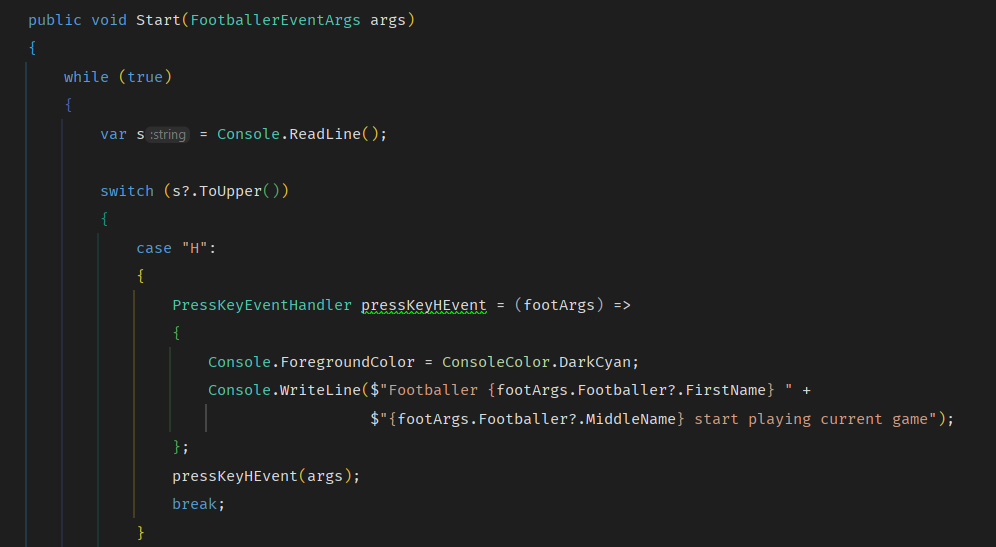 public void Start(FootballerEventArgs args)
{
while (true)
{
var s :string = Console.ReadLine();
switch (s?.ToUpper())
{
case "H":
{
PressKeyEventHandler pressKeyHEvent = (footArgs) =>
{
Console.ForegroundColor = ConsoleColor.DarkCyan;
Console.WriteLine($"Footballer {footArgs.Footballer?.FirstName} " +
$"{footArgs.Footballer?.MiddleName} start playing current game");
};
pressKeyHEvent(args);
break;
}